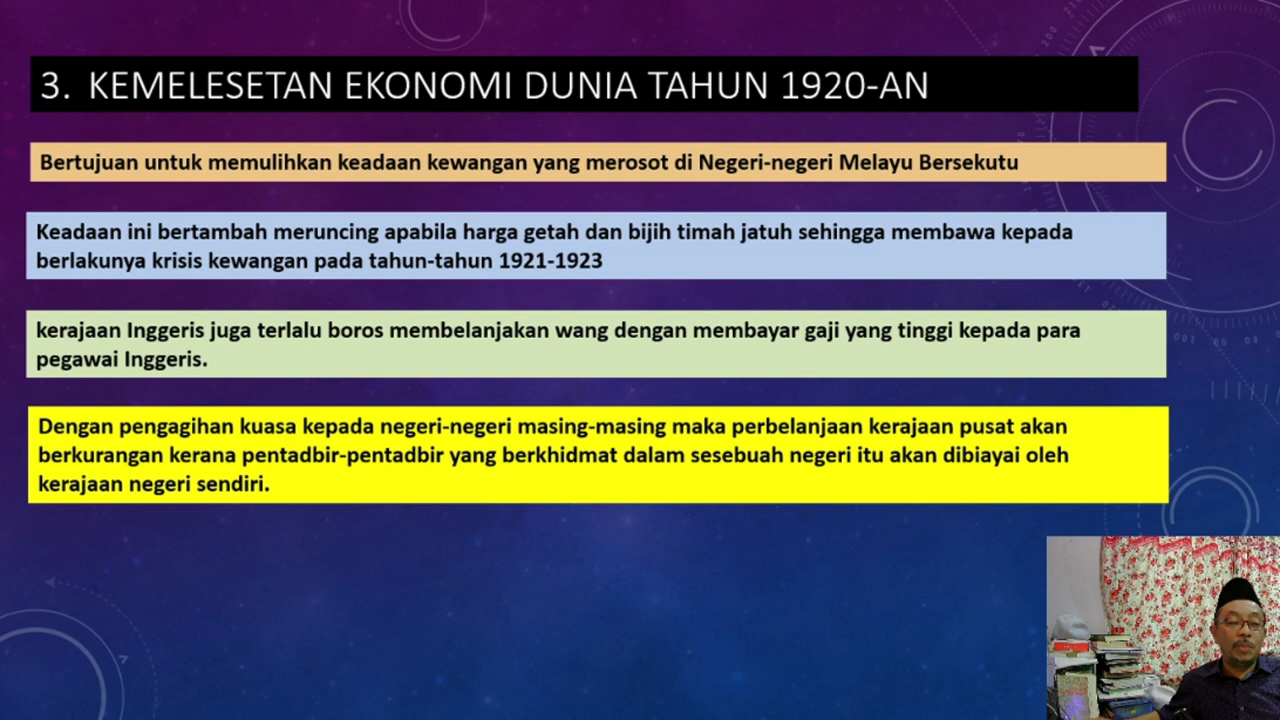 3. KEMELESETAN EKONOMI DUNIA TAHUN 1920-AN
Bertujuan untuk memulihkan keadaan kewangan yang merosot di Negeri-negeri Melayu Bersekutu
Keadaan ini bertambah meruncing apabila harga getah dan bijih timah jatuh sehingga membawa kepada
berlakunya krisis kewangan pada tahun-tahun 1921-1923
kerajaan Inggeris juga terlalu boros membelanjakan wang dengan membayar gaji yang tinggi kepada para
pegawai Inggeris.
Dengan pengagihan kuasa kepada negeri-negeri masing-masing maka perbelanjaan kerajaan pusat akan
berkurangan kerana pentadbir-pentadbir yang berkhidmat dalam sesebuah negeri itu akan dibiayai oleh
kerajaan negeri sendiri.